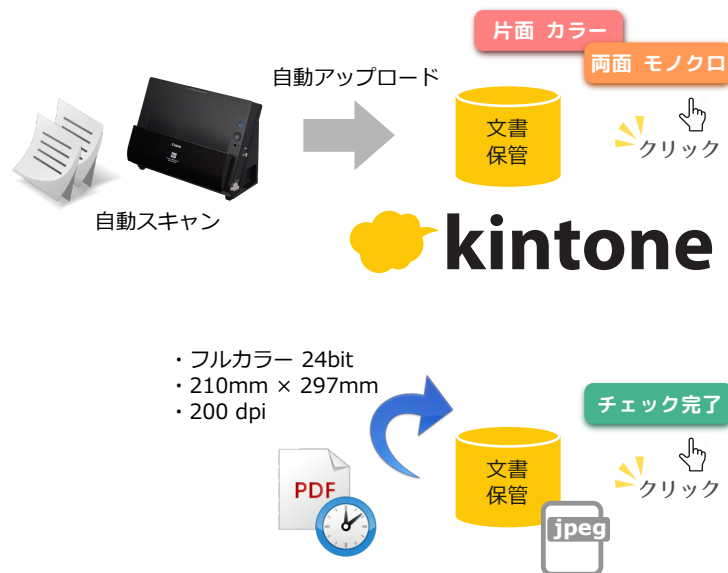 片面 カラー
両面 モノクロ
自動アップロード
文書
保管
クリック
Canon
自動スキャン
kintone
・フルカラー 24bit
・210mm × 297mm
・200 dpi
チェック完了
PDF
文書
保管
クリック
jpeg